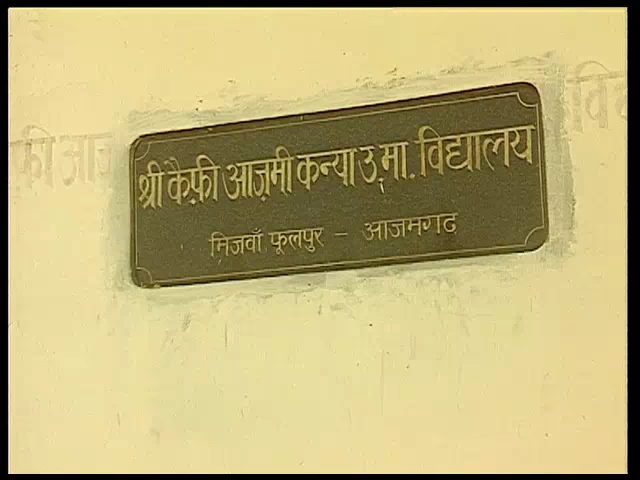 श्री कैफ़ी आज़मी कन्या उ.मा. विद्यालय
मिजवाँ फूलपुर - आजमगढ